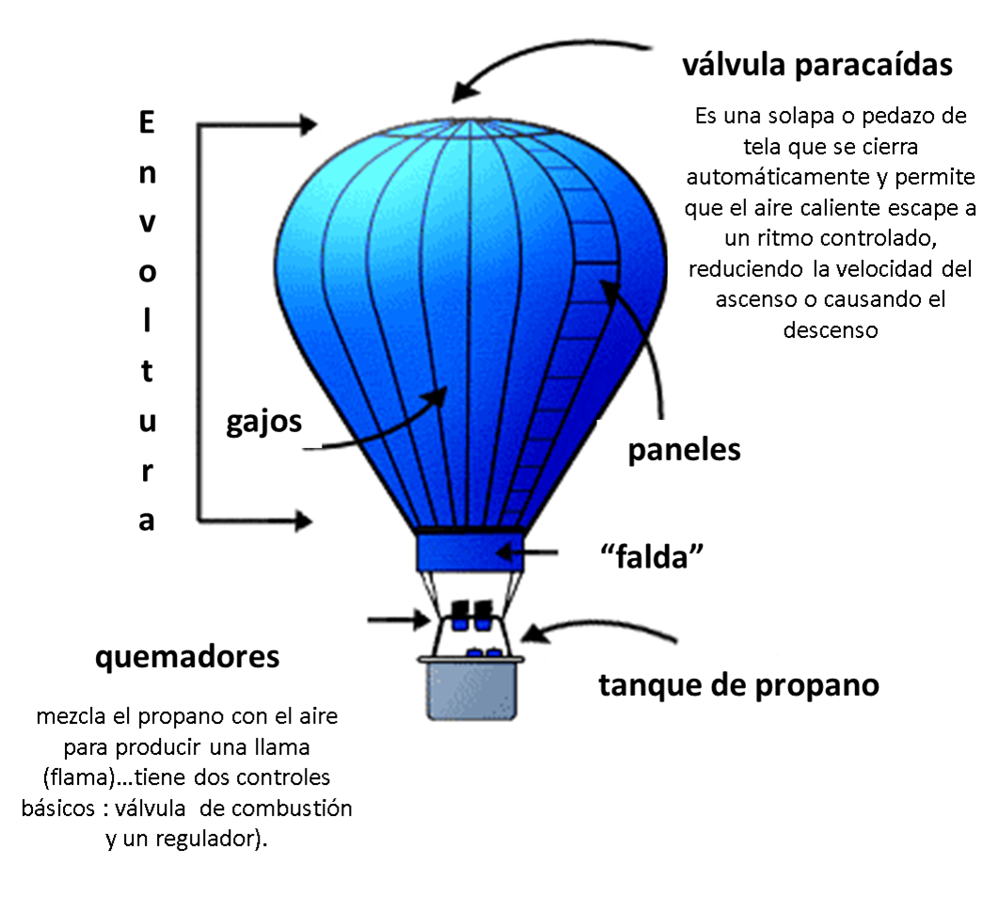 válvula paracaídas
Es una solapa o pedazo de
tela que se cierra
automáticamente y permite
que el aire caliente escape a
un ritmo controlado,
reduciendo la velocidad del
ascenso o causando el
descenso
E
n
v
o
l
t
u
r
a
gajos
paneles
“falda”
quemadores
mezcla el propano con el aire
para producir una llama
(flama)...tiene dos controles
básicos : válvula de combustión
y un regulador).
tanque de propano